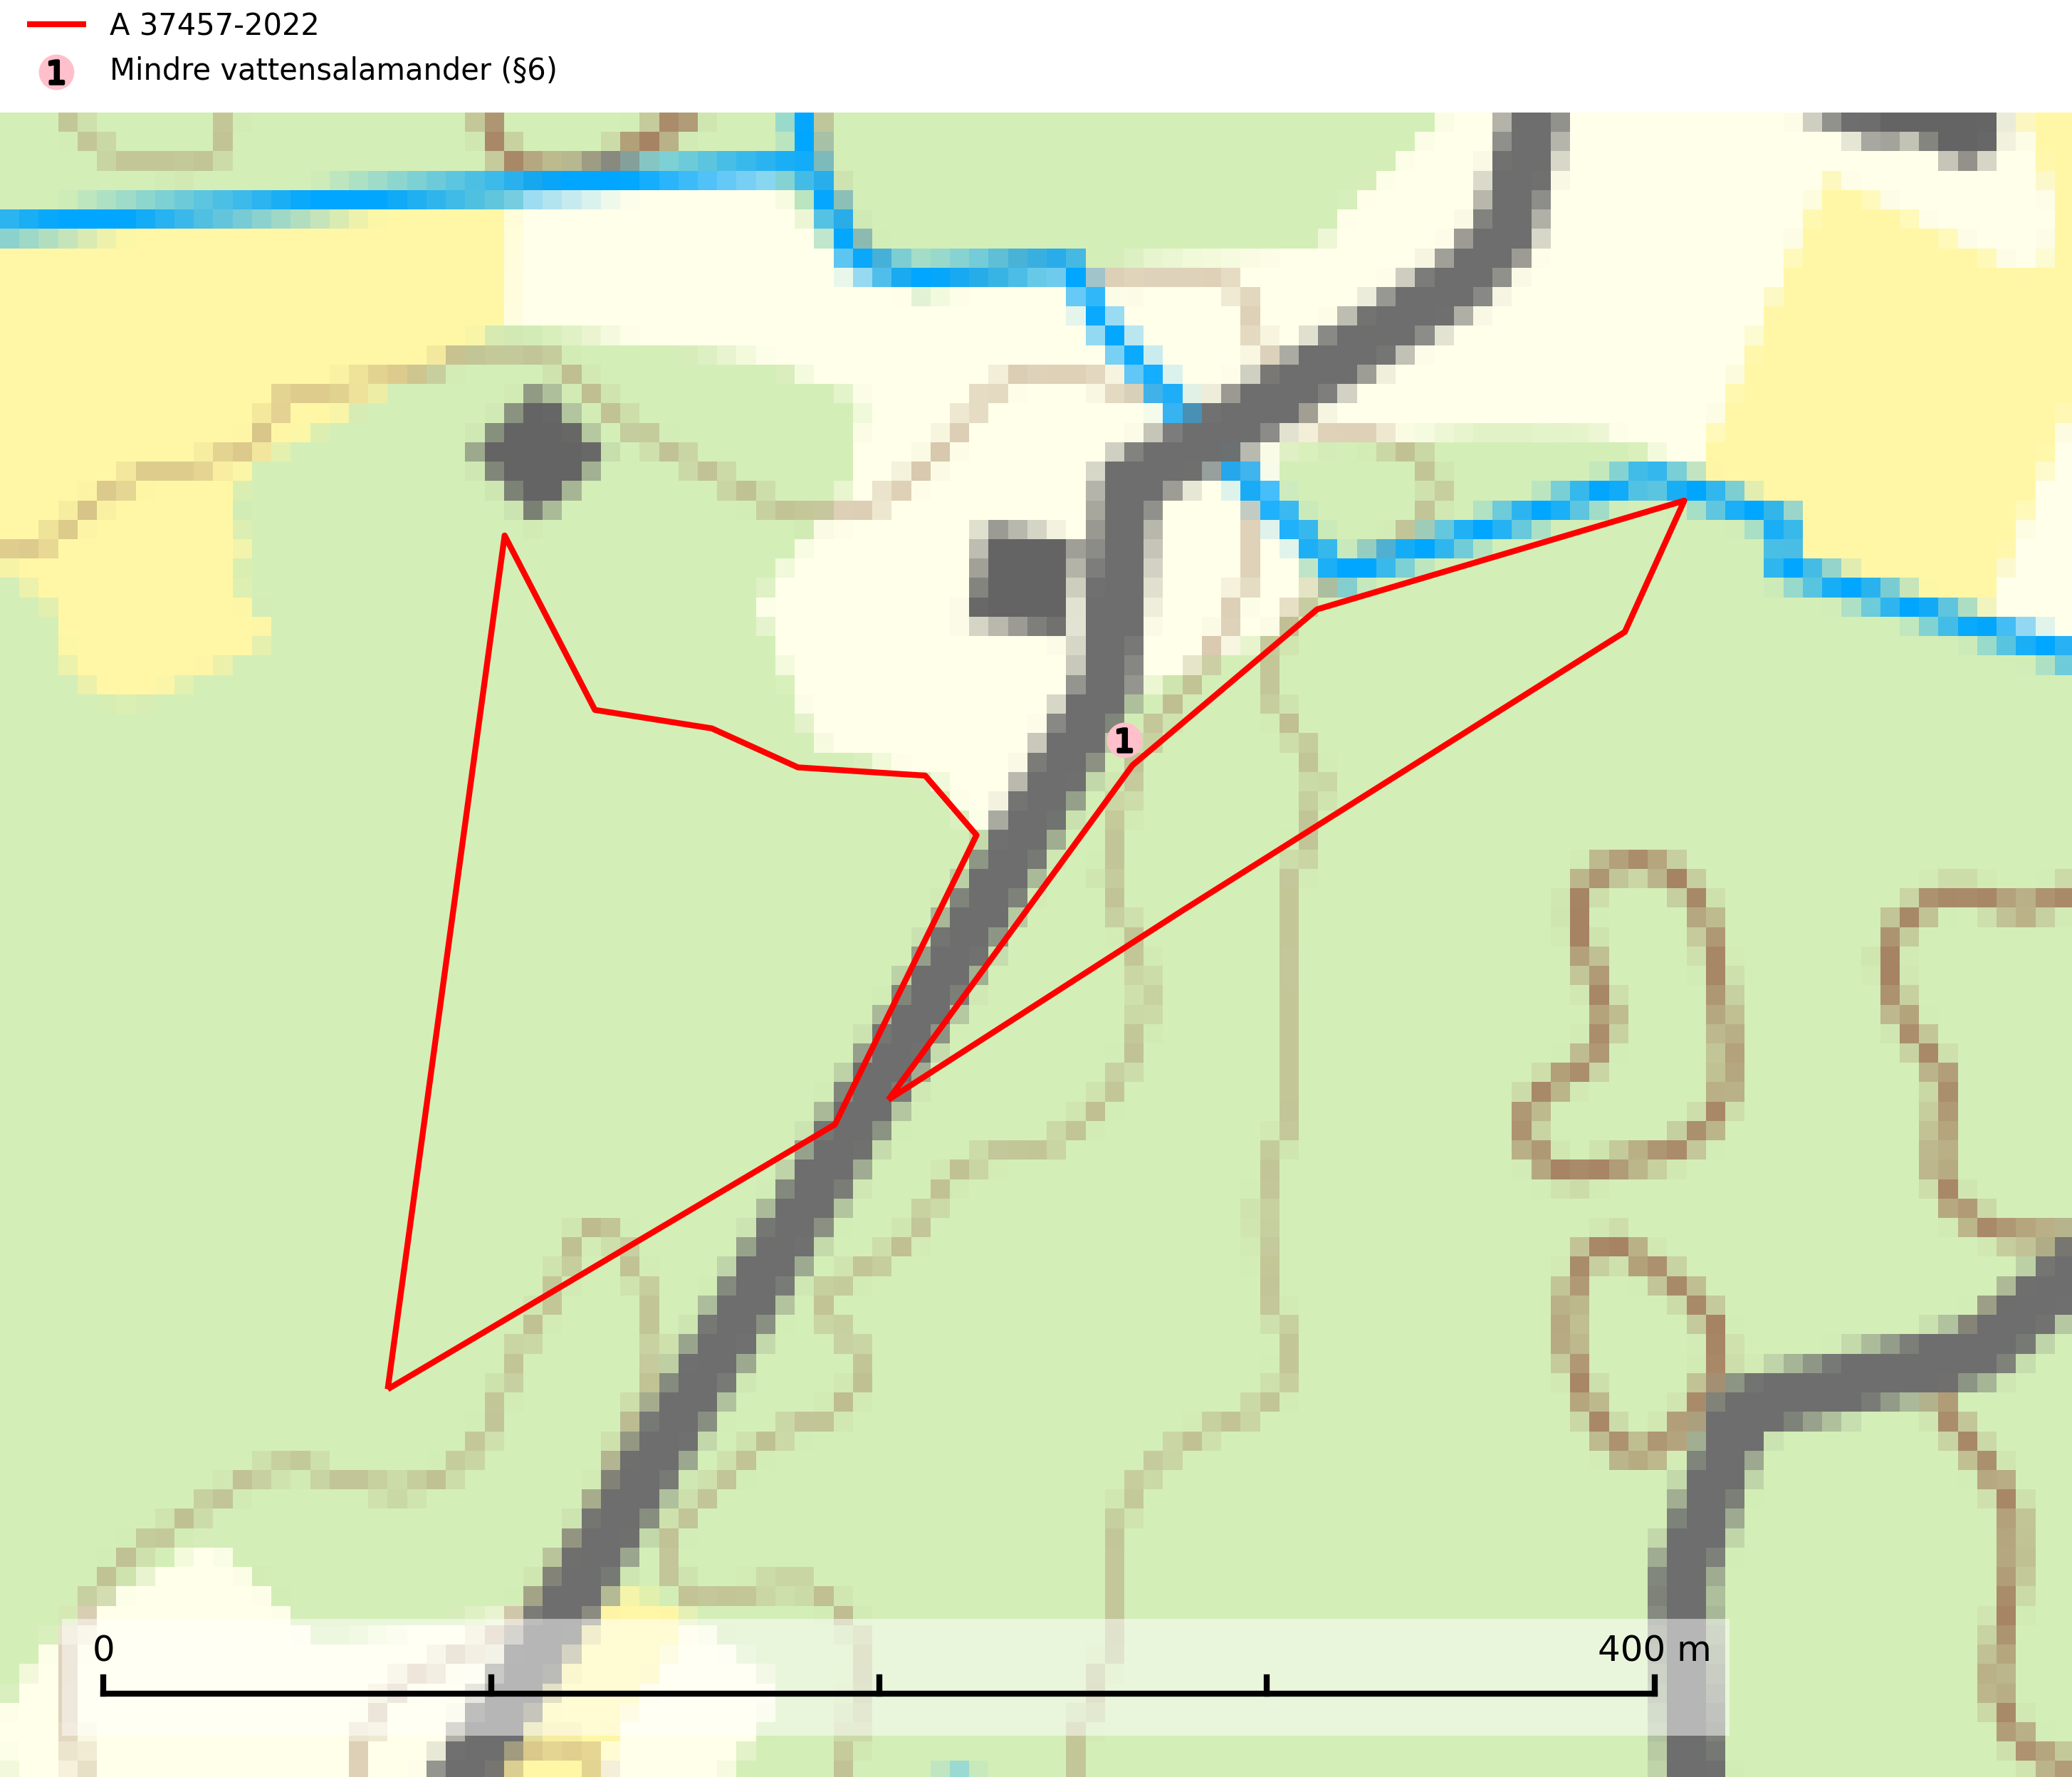 A 37457-2022
1 Mindre vattensalamander (§6)
1
0 400 m